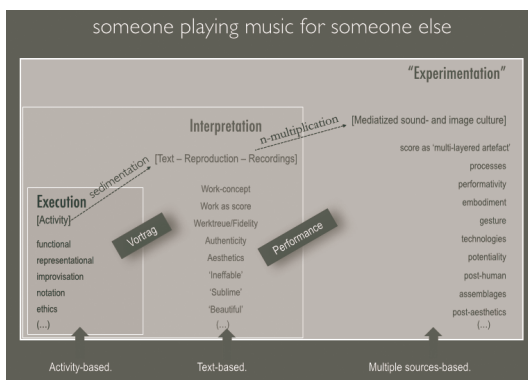 someone playing music for someone else
"Experimentation"
[Mediatized sound- and image culture]
score as 'multi-layered artefact'
processes
performativity
embodiment
gesture
technologies
potentiality
post-human
assemblages
post-aesthetics
(…)
n-multiplication
Interpretation
[Text – Reproduction – Recordings]
Work-concept
Work as score
Werktreue/Fidelity
Authenticity
Aesthetics
'Ineffable'
'Sublime'
'Beautiful'
(…)
sedimentation
Execution
[Activity]
functional
representational
improvisation
notation
ethics
(…)
Vortrag
Performance
Activity-based.
Text-based.
Multiple sources-based.